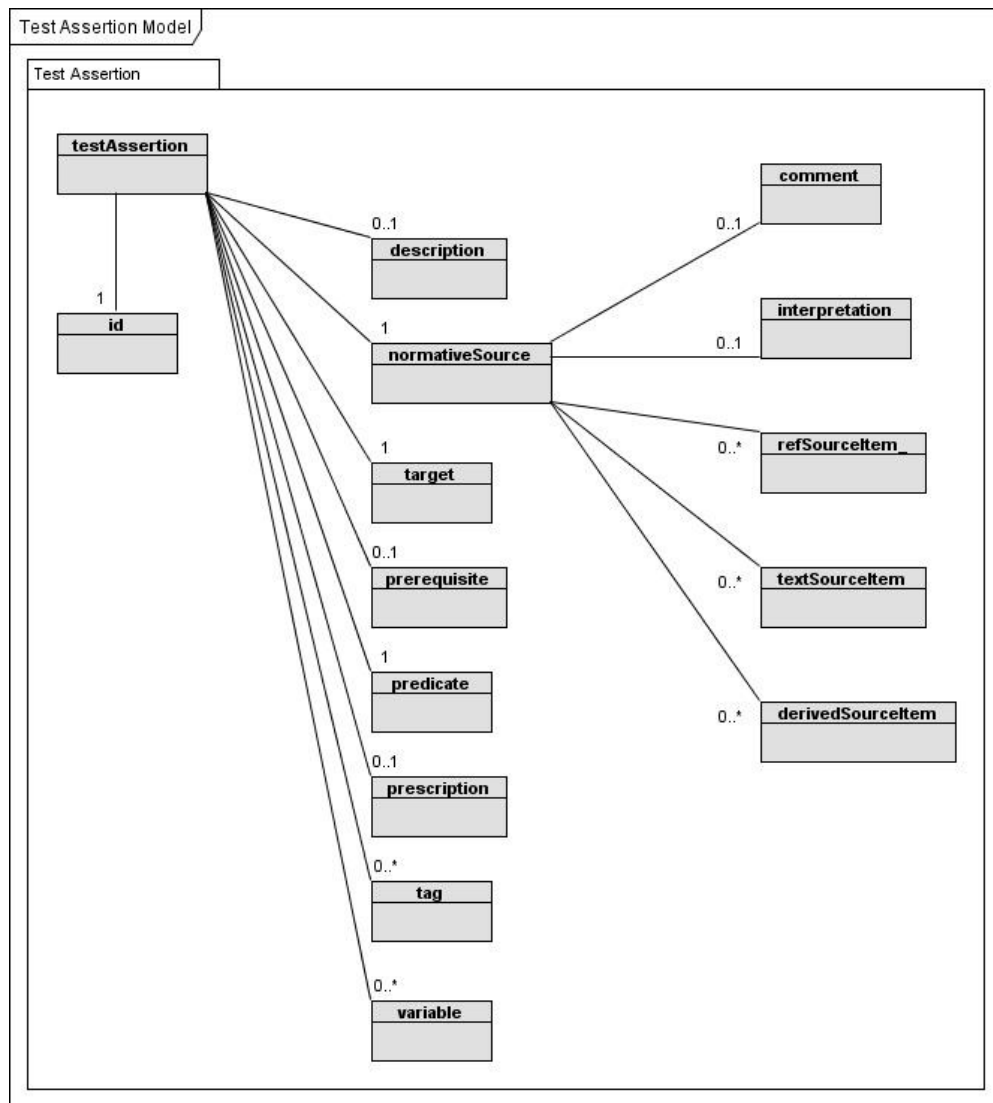 Test Assertion Model
Test Assertion
testAssertion
1
id
0..1
description
1
normativeSource
1
target
0..1
prerequisite
1
predicate
0..1
prescription
0..*
tag
0..*
variable
0..1
comment
0..1
interpretation
0..*
refSourceItem_
0..*
textSourceItem
0..*
derivedSourceItem